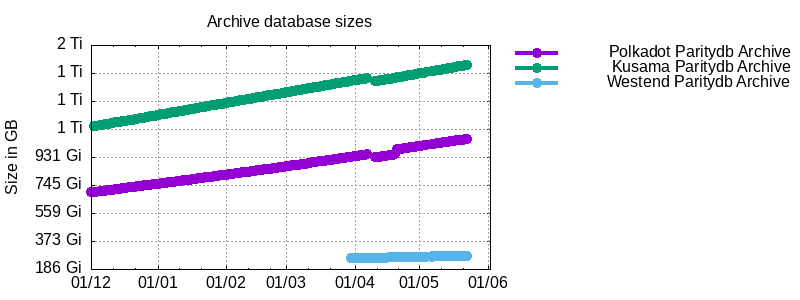 Archive database sizes
Size in GB
2 Ti
1 Ti
1 Ti
1 Ti
931 Gi
745 Gi
559 Gi
373 Gi
186 Gi
01/12 01/01 01/02 01/03 01/04 01/05 01/06
Polkadot Paritydb Archive
Kusama Paritydb Archive
Westend Paritydb Archive